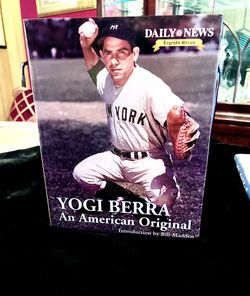 DAILY NEWS
Legends Series
NEW YORK
YOGI BERRA
An American Original
Introduction by Bill Madden